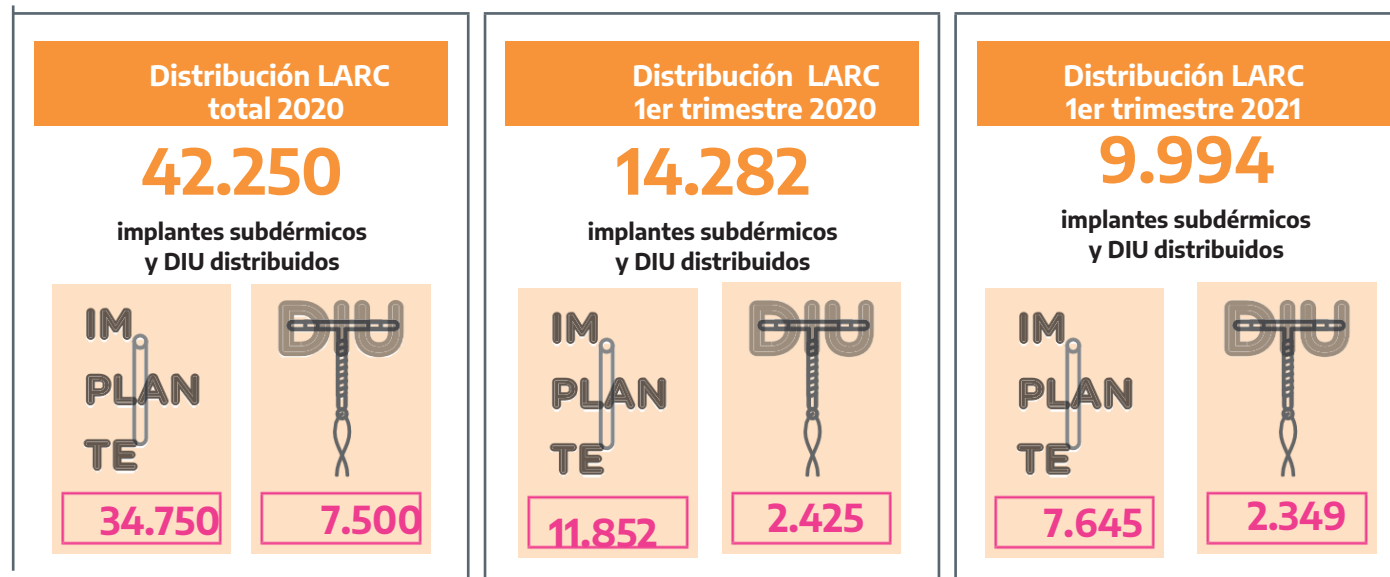 Distribución LARC
total 2020
42.250
implantes subdérmicos
y DIU distribuidos
IM
PLAN
TE
34.750
DIU
7.500
Distribución LARC
1er trimestre 2020
14.282
implantes subdérmicos
y DIU distribuidos
IM
PLAN
TE
11.852
DIU
2.425
Distribución LARC
1er trimestre 2021
9.994
implantes subdérmicos
y DIU distribuidos
IM
PLAN
TE
7.645
DIU
2.349